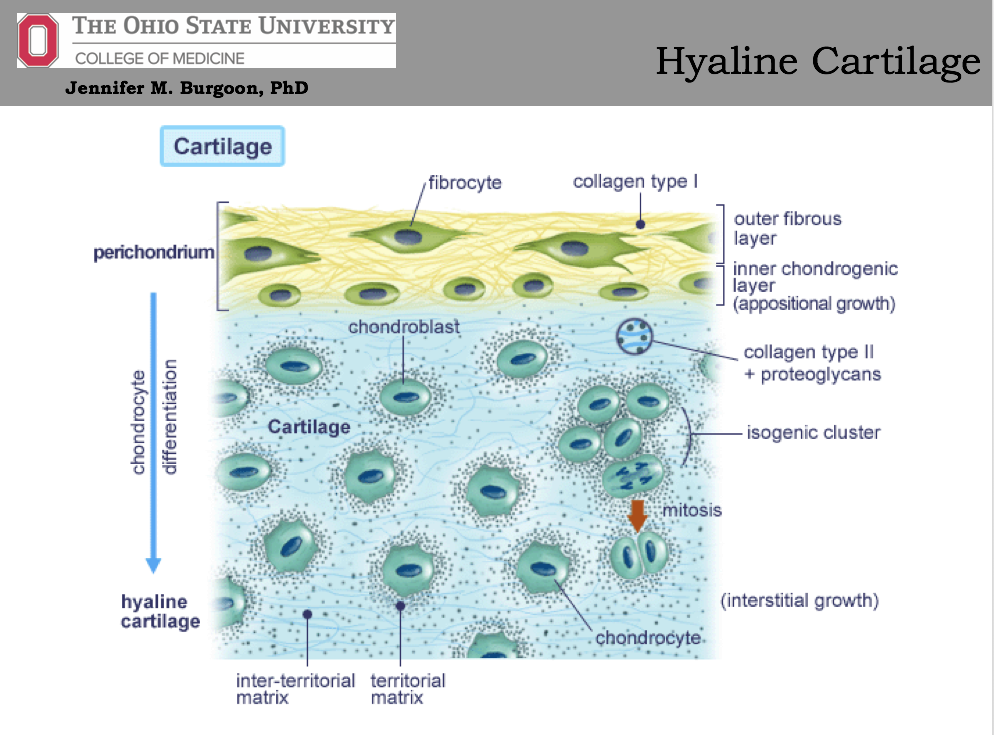 THE OHIO STATE UNIVERSITY
COLLEGE OF MEDICINE
Jennifer M. Burgoon, PhD
Hyaline Cartilage
Cartilage
fibrocyte
collagen type I
perichondrium
outer fibrous
layer
inner chondrogenic
layer
(appositional growth)
chondroblast
collagen type II
+ proteoglycans
chondrocyte
differentiation
Cartilage
isogenic cluster
mitosis
hyaline
cartilage
(interstitial growth)
chondrocyte
inter-territorial
matrix
territorial
matrix